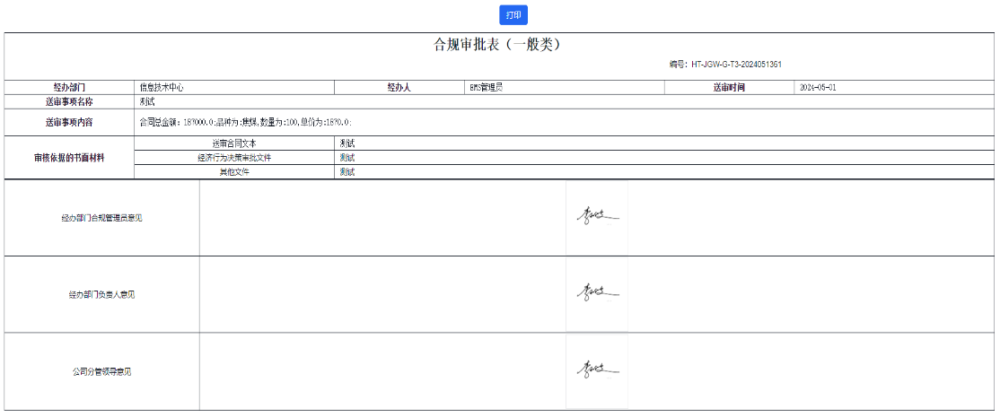 打印
合规审批表（一般类）
编号：HT-JGW-G-T3-2024051361
经办部门 信息技术中心 经办人 BMS管理员 送审时间 2024-05-01
送审事项名称 测试
送审事项内容 合同总金额：187000.0;品种为:焦煤,数量为:100,单价为:1870.0;
审核依据的书面材料 送审合同文本 测试
经济行为决策审批文件 测试
其他文件 测试
经办部门合规管理员意见
经办部门负责人意见
公司分管领导意见